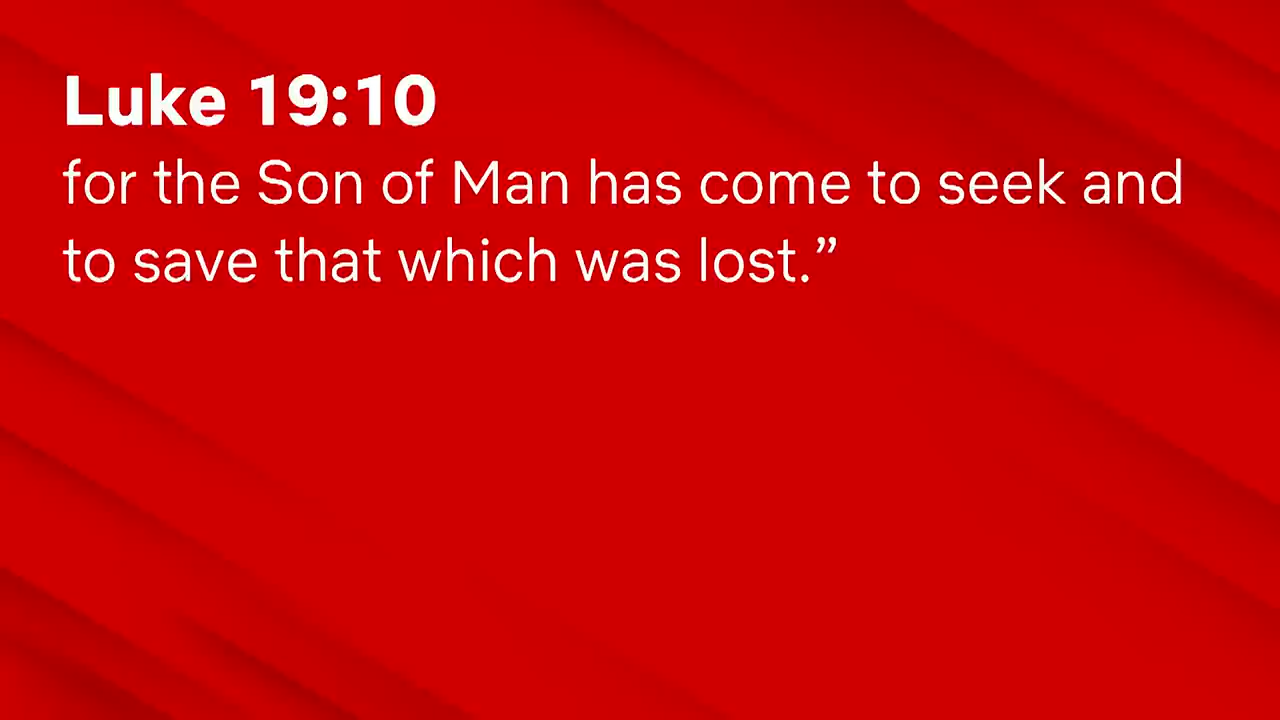 Luke 19:10
for the Son of Man has come to seek and
to save that which was lost.”